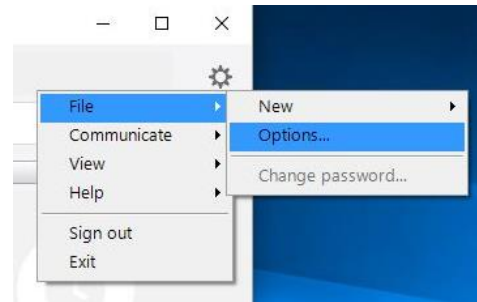 File
Communicate
View
Help
Sign out
Exit
New
Options...
Change password...